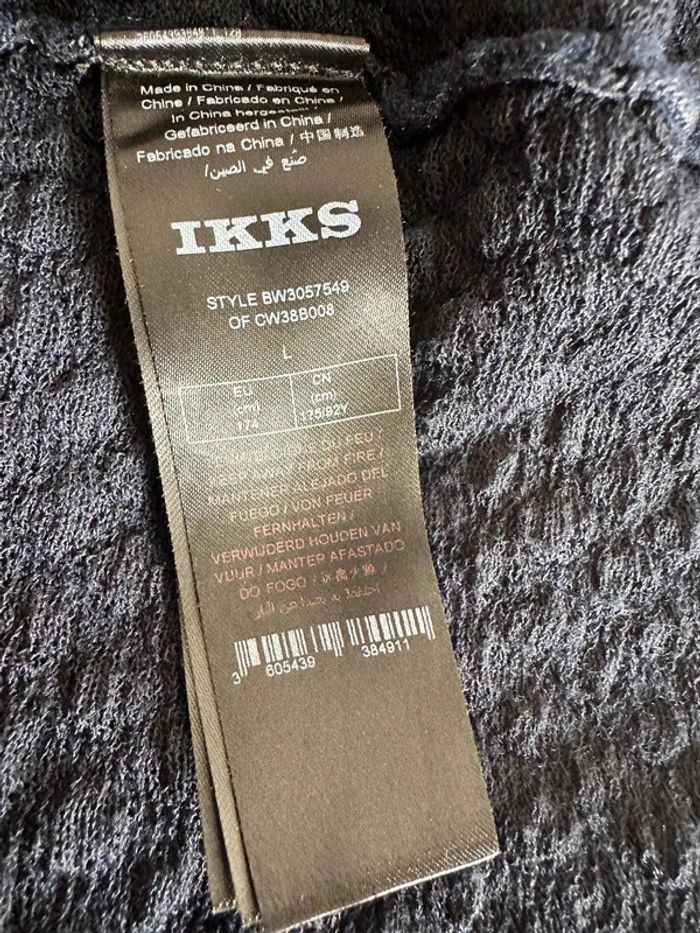 Made in China / Fabriqué en
Chine / Fabricado en China /
in China hergestellt /
Gefabriceerd in China /
Fabricado na China / 中国制造
/ صنع في الصين
IKKS
STYLE BW3057549
OF CW38B008
L
EU CN
(cm) (cm)
174 175/92Y
FEU /
AWAY FROM FIRE /
MANTENER ALEJADO DEL
FUEGO / VON FEUER
FERNHALTEN /
VERWIJDERD HOUDEN VAN
VUUR / MANTER AFASTADO
DO FOGO /
3 605439 384911